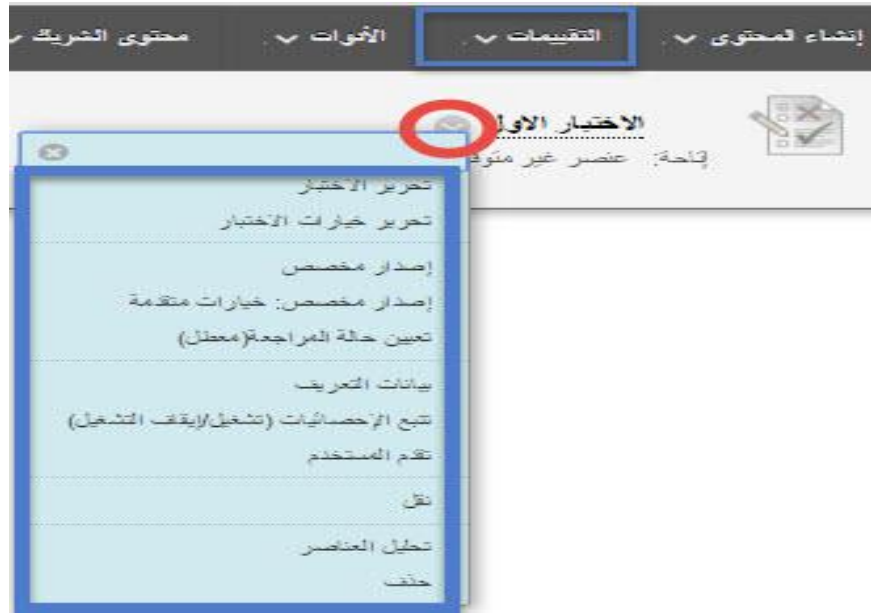 إنشاء المحتوى
التقييمات
الأدوات
محتوى الشريك
الاختبار الاول
إتاحة: عنصر غير
تحرير الاختبار
تحرير خيارات الاختبار
إصدار مخصص
إصدار مخصص: خيارات متقدمة
تعيين حالة المراجعة(معطل)
بيانات التعريف
تتبع الإحصائيات (تشغيل/إيقاف التشغيل)
تقدم المستخدم
نقل
تحليل العناصر
حذف